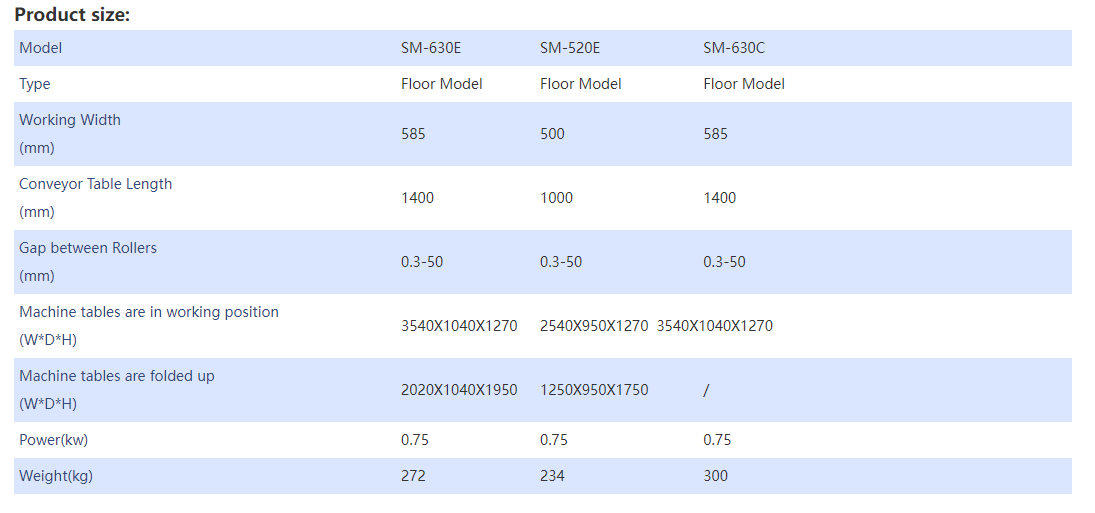 Product size:
Model SM-630E SM-520E SM-630C
Type Floor Model Floor Model Floor Model
Working Width
(mm) 585 500 585
Conveyor Table Length
(mm) 1400 1000 1400
Gap between Rollers
(mm) 0.3-50 0.3-50 0.3-50
Machine tables are in working position
(W*D*H) 3540X1040X1270 2540X950X1270 3540X1040X1270
Machine tables are folded up
(W*D*H) 2020X1040X1950 1250X950X1750 /
Power(kw) 0.75 0.75 0.75
Weight(kg) 272 234 300